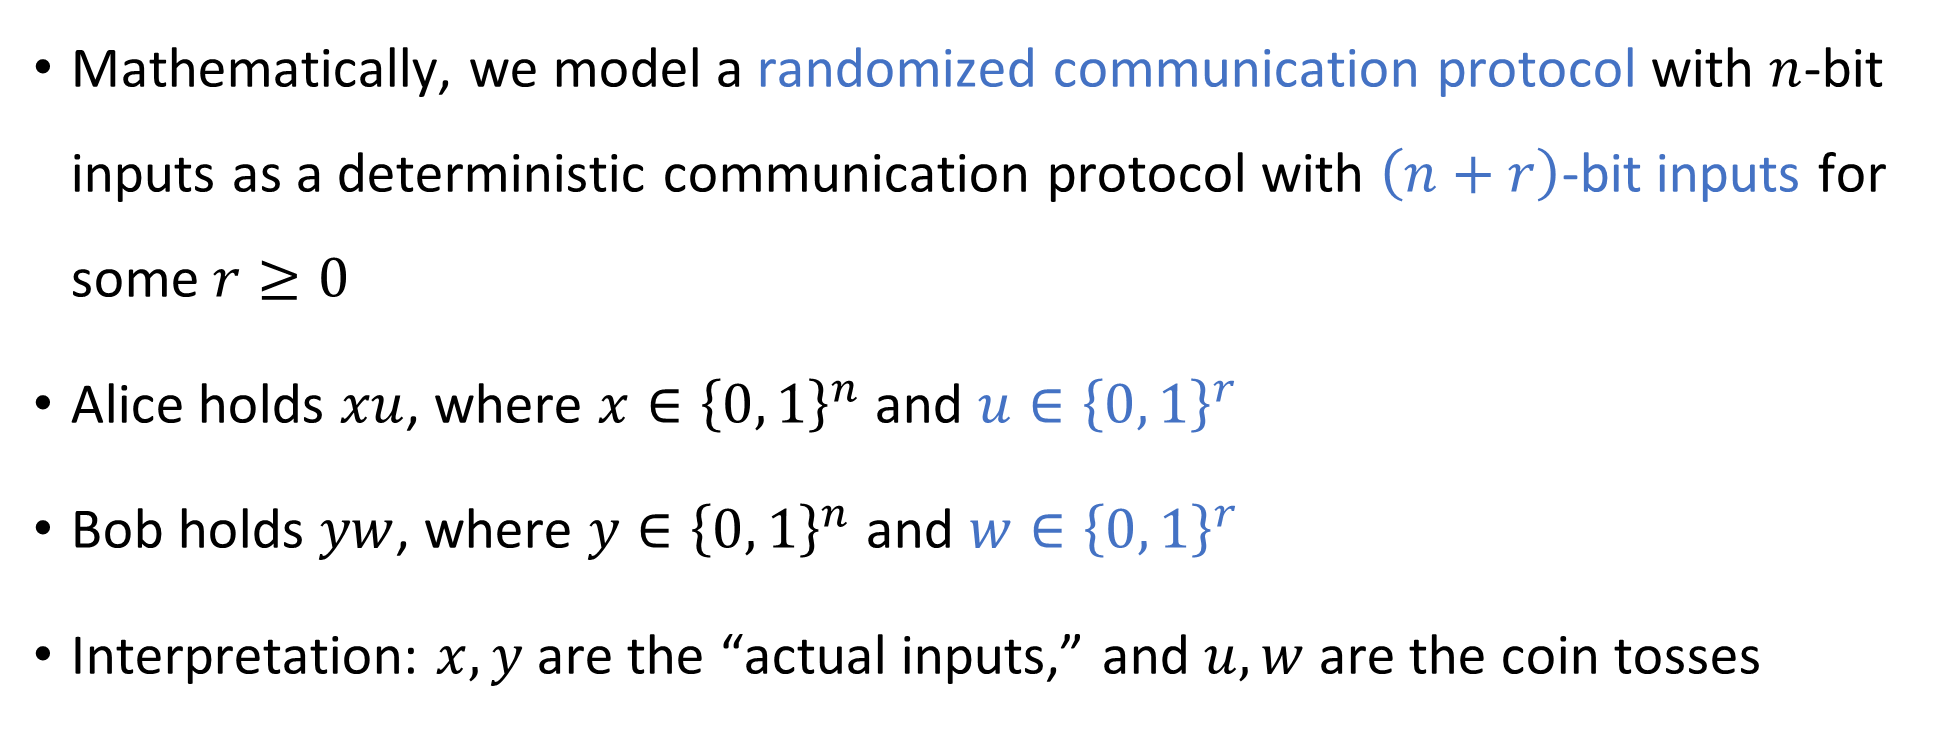 • Mathematically, we model a randomized communication protocol with 𝑛-bit
inputs as a deterministic communication protocol with (𝑛 + 𝑟)-bit inputs for
some 𝑟 ≥ 0
• Alice holds 𝑥𝑢, where 𝑥 ∈ {0, 1}ⁿ and 𝑢 ∈ {0, 1}ʳ
• Bob holds 𝑦𝑤, where 𝑦 ∈ {0, 1}ⁿ and 𝑤 ∈ {0, 1}ʳ
• Interpretation: 𝑥, 𝑦 are the “actual inputs,” and 𝑢, 𝑤 are the coin tosses